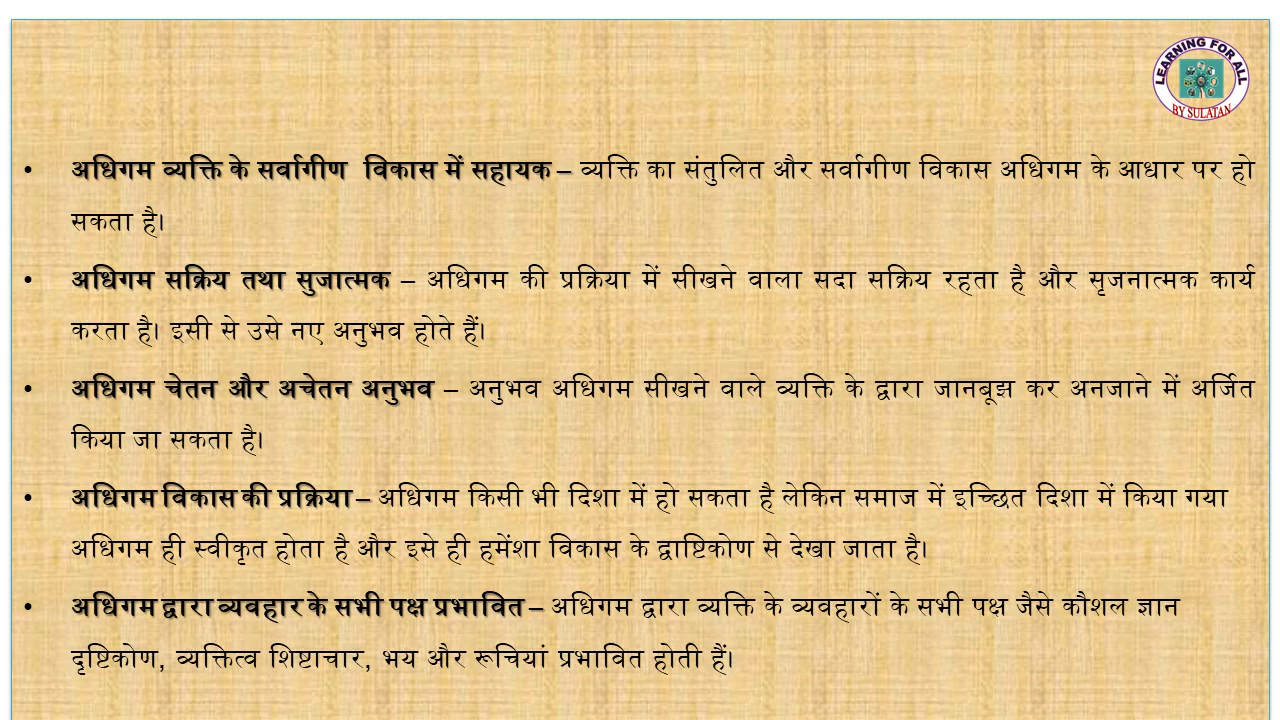 LEARNING FOR ALL
BY SULATAN
• अधिगम व्यक्ति के सर्वागीण विकास में सहायक – व्यक्ति का संतुलित और सर्वागीण विकास अधिगम के आधार पर हो
सकता है।
• अधिगम सक्रिय तथा सुजात्मक – अधिगम की प्रक्रिया में सीखने वाला सदा सक्रिय रहता है और सृजनात्मक कार्य
करता है। इसी से उसे नए अनुभव होते हैं।
• अधिगम चेतन और अचेतन अनुभव – अनुभव अधिगम सीखने वाले व्यक्ति के द्वारा जानबूझ कर अनजाने में अर्जित
किया जा सकता है।
• अधिगम विकास की प्रक्रिया – अधिगम किसी भी दिशा में हो सकता है लेकिन समाज में इच्छित दिशा में किया गया
अधिगम ही स्वीकृत होता है और इसे ही हमेंशा विकास के द्वाष्टिकोण से देखा जाता है।
• अधिगम द्वारा व्यवहार के सभी पक्ष प्रभावित – अधिगम द्वारा व्यक्ति के व्यवहारों के सभी पक्ष जैसे कौशल ज्ञान
दृष्टिकोण, व्यक्तित्व शिष्टाचार, भय और रूचियां प्रभावित होती हैं।